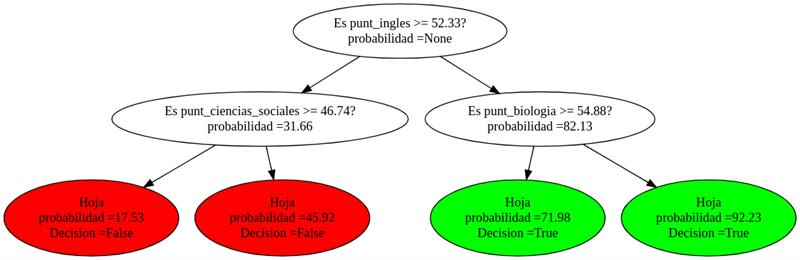 Es punt_ingles >= 52.33?
probabilidad =None
Es punt_ciencias_sociales >= 46.74?
probabilidad =31.66
Es punt_biologia >= 54.88?
probabilidad =82.13
Hoja
probabilidad =17.53
Decision =False
Hoja
probabilidad =45.92
Decision =False
Hoja
probabilidad =71.98
Decision =True
Hoja
probabilidad =92.23
Decision =True